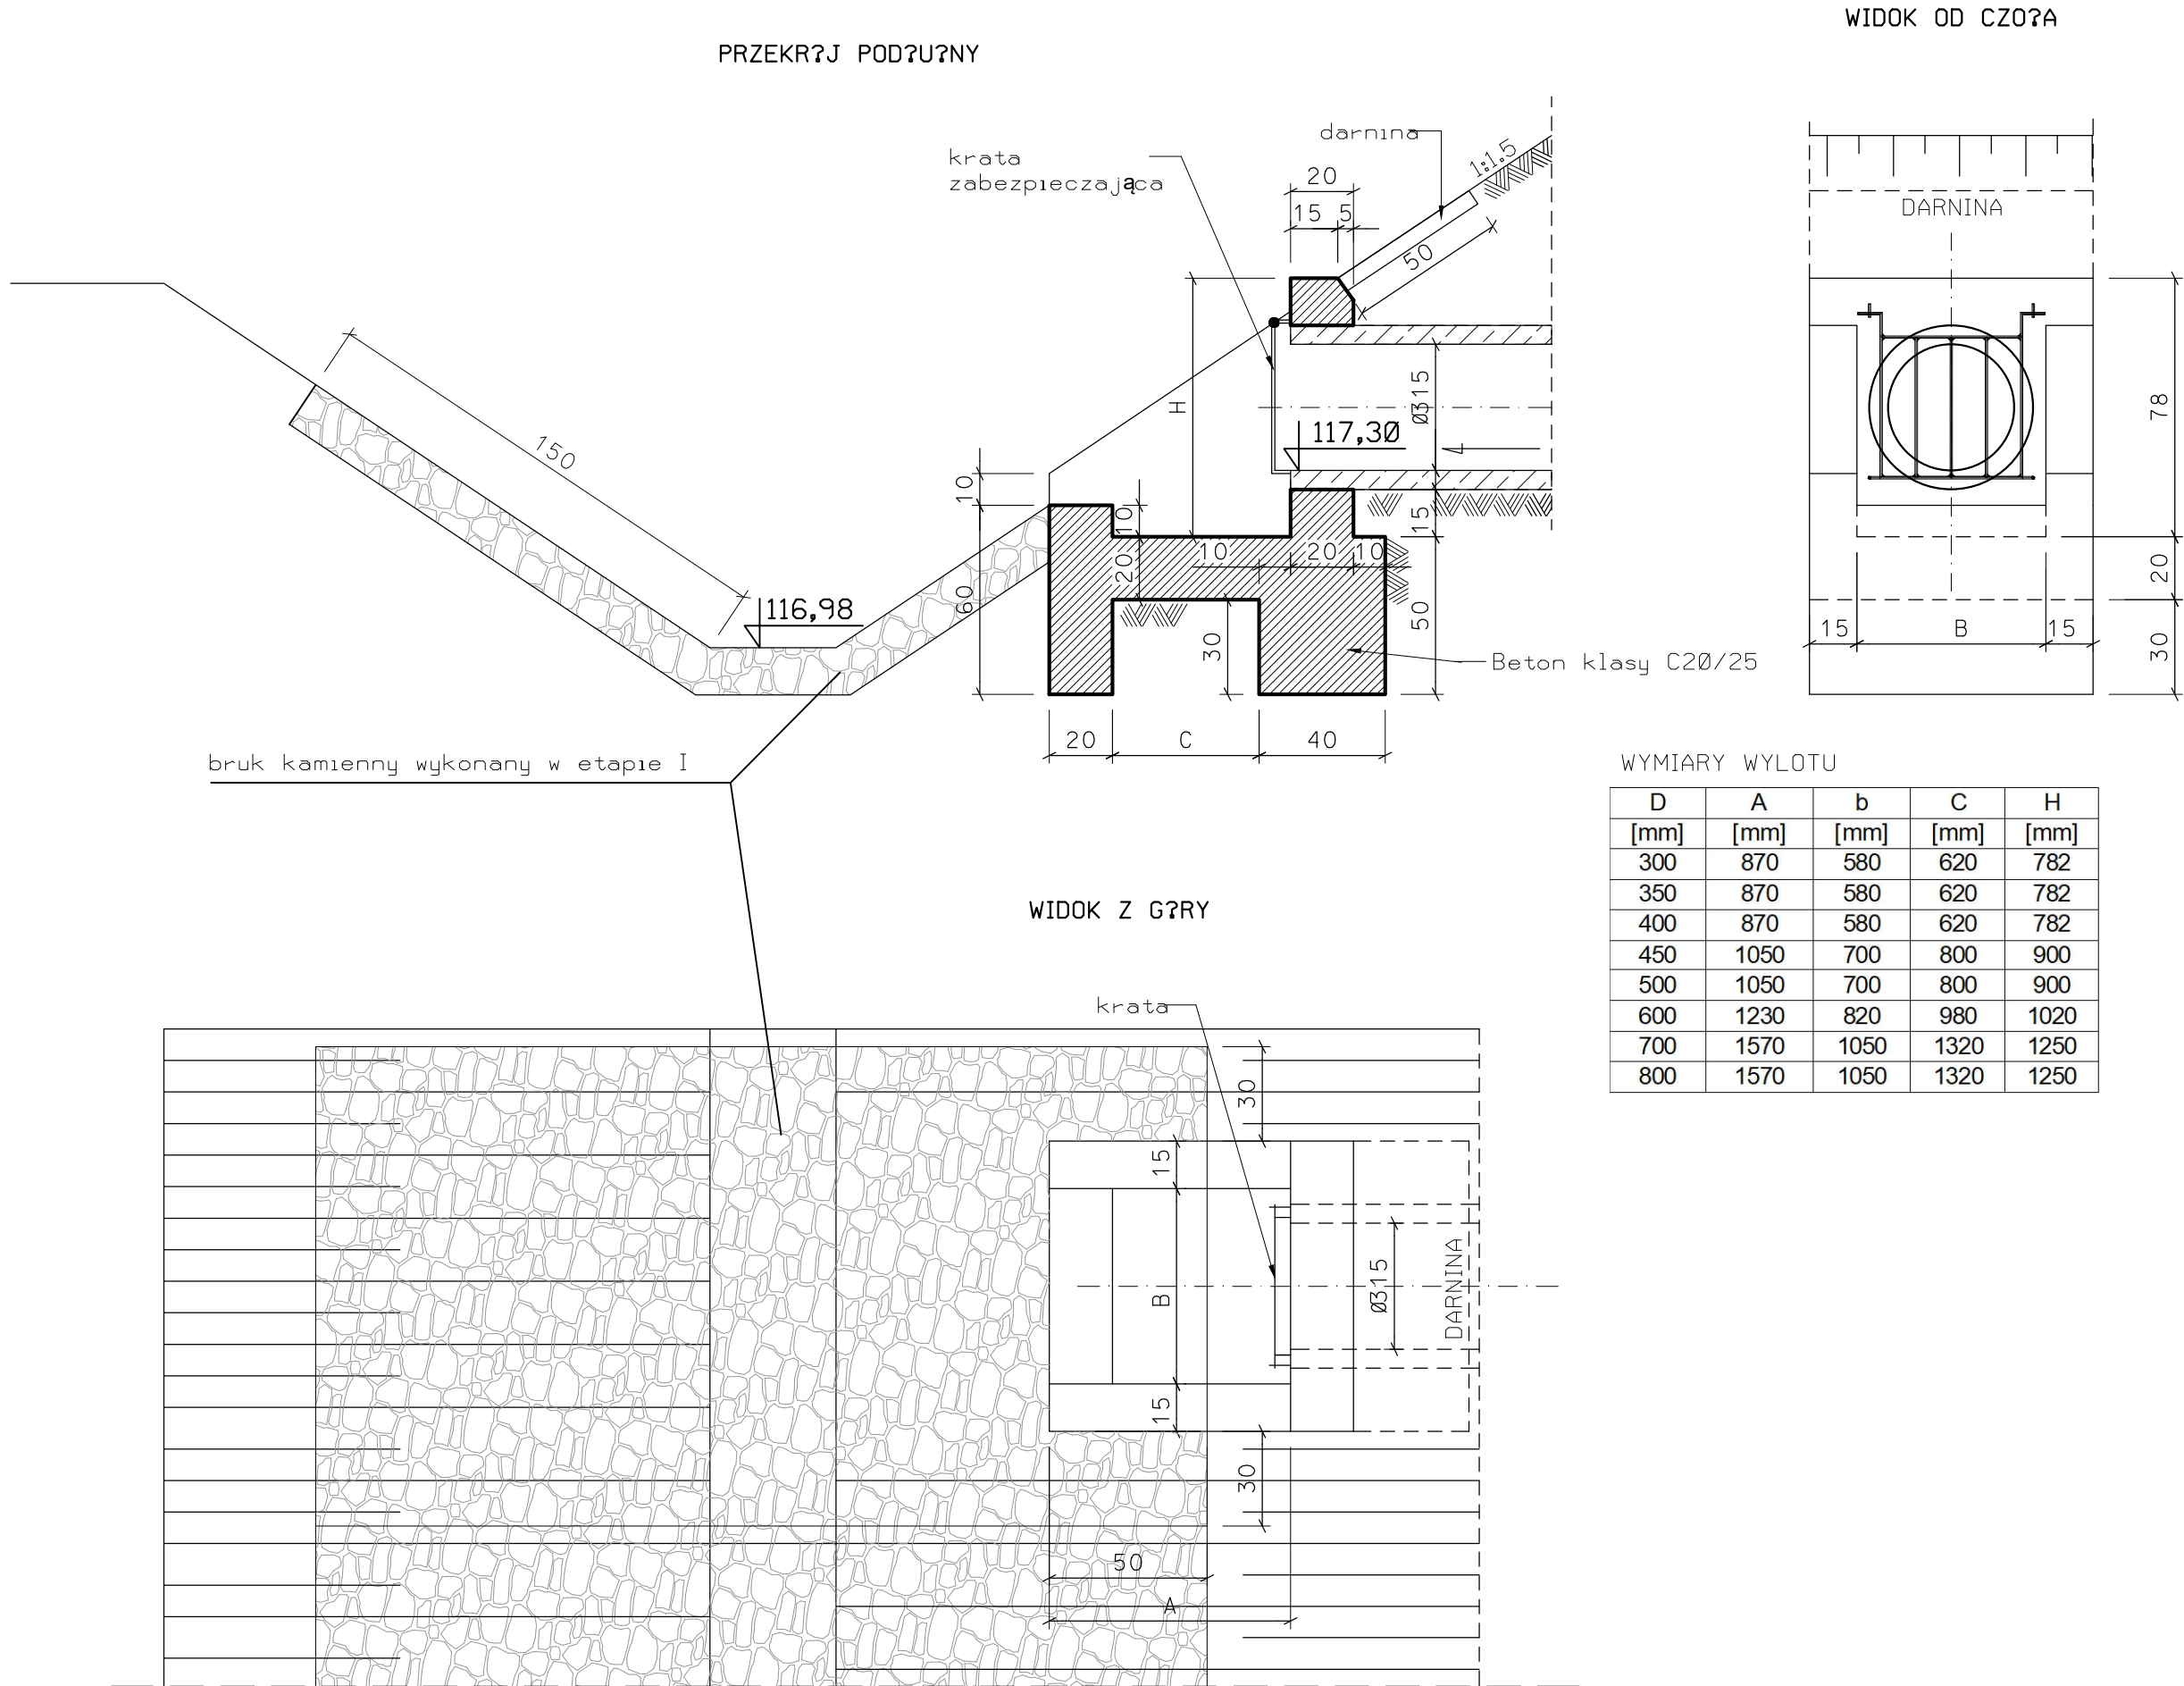 WIDOK OD CZO?A
PRZEKR?J POD?U?NY
darnina
krata
zabezpieczająca
1:1.5
20
15 5
50
DARNINA
150
H
Ø315
117,30
78
10
10
60
20
10 20 10
15
50
30
116,98
20
30
15 B 15
Beton klasy C20/25
20 C 40
bruk kamienny wykonany w etapie I
WYMIARY WYLOTU
D A b C H
[mm] [mm] [mm] [mm] [mm]
300 870 580 620 782
350 870 580 620 782
400 870 580 620 782
450 1050 700 800 900
500 1050 700 800 900
600 1230 820 980 1020
700 1570 1050 1320 1250
800 1570 1050 1320 1250
WIDOK Z G?RY
krata
30
15
B
Ø315
DARNINA
15
30
50
A